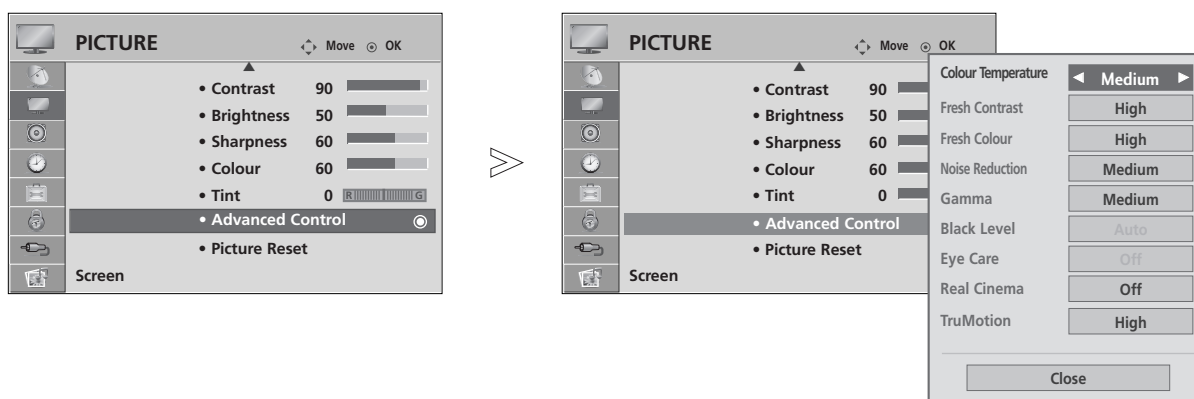 PICTURE Move OK
• Contrast 90
• Brightness 50
• Sharpness 60
• Colour 60
• Tint 0 R G
• Advanced Control
• Picture Reset
Screen
PICTURE Move OK
• Contrast 90
• Brightness 50
• Sharpness 60
• Colour 60
• Tint 0
• Advanced Control
• Picture Reset
Screen
Colour Temperature Medium
Fresh Contrast High
Fresh Colour High
Noise Reduction Medium
Gamma Medium
Black Level Auto
Eye Care Off
Real Cinema Off
TruMotion High
Close